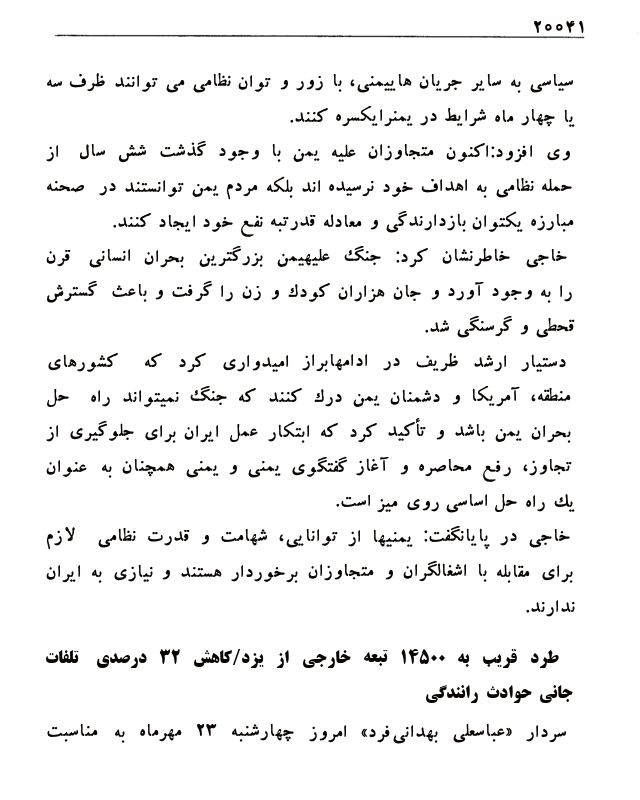 ۲۰۰۴۱
سیاسی به سایر جریان هاییمنی، با زور و توان نظامی می توانند ظرف سه
یا چهار ماه شرایط در یمنرایکسره کنند.
وی افزود:اکنون متجاوزان علیه یمن با وجود گذشت شش سال از
حمله نظامی به اهداف خود نرسیده اند بلکه مردم یمن توانستند در صحنه
مبارزه یکتوان بازدارندگی و معادله قدرتبه نفع خود ایجاد کنند.
خاجی خاطرنشان کرد: جنگ علیهیمن بزرگترین بحران انسانی قرن
را به وجود آورد و جان هزاران کودك و زن را گرفت و باعث گسترش
قحطی و گرسنگی شد.
دستیار ارشد ظریف در ادامهابراز امیدواری کرد که کشورهای
منطقه، آمریکا و دشمنان یمن درك کنند که جنگ نمیتواند راه حل
بحران یمن باشد و تأکید کرد که ابتکار عمل ایران برای جلوگیری از
تجاوز، رفع محاصره و آغاز گفتگوی یمنی و یمنی همچنان به عنوان
یك راه حل اساسی روی میز است.
خاجی در پایانگفت: یمنیها از توانایی، شهامت و قدرت نظامی لازم
برای مقابله با اشغالگران و متجاوزان برخوردار هستند و نیازی به ایران
ندارند.
طرد قریب به ۱۴۵۰۰ تبعه خارجی از یزد/کاهش ۳۲ درصدی تلفات
جانی حوادث رانندگی
سردار «عباسعلی بهدانی‌فرد» امروز چهارشنبه ۲۳ مهرماه به مناسبت